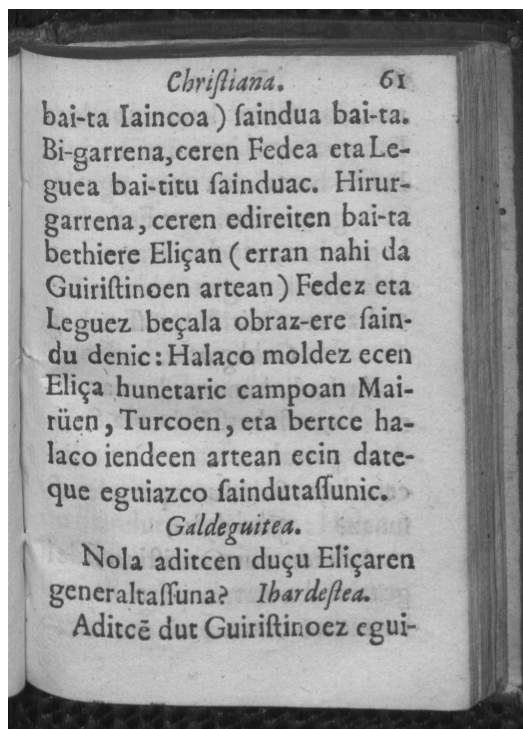 Chriſtiana. 61
bai-ta Iaincoa) ſaindua bai-ta.
Bi-garrena, ceren Fedea eta Le-
guea bai-titu ſainduac. Hirur-
garrena, ceren edireiten bai-ta
bethiere Eliçan (erran nahi da
Guiriſtinoen artean) Fedez eta
Leguez beçala obraz-ere ſain-
du denic: Halaco moldez ecen
Eliça hunetaric campoan Mai-
rüen, Turcoen, eta bertce ha-
laco iendeen artean ecin date-
que eguiazco ſaindutaſſunic.
Galdeguitea.
Nola aditcen duçu Eliçaren
generaltaſſuna? Ihardeſtea.
Aditcē dut Guiriſtinoez egui-